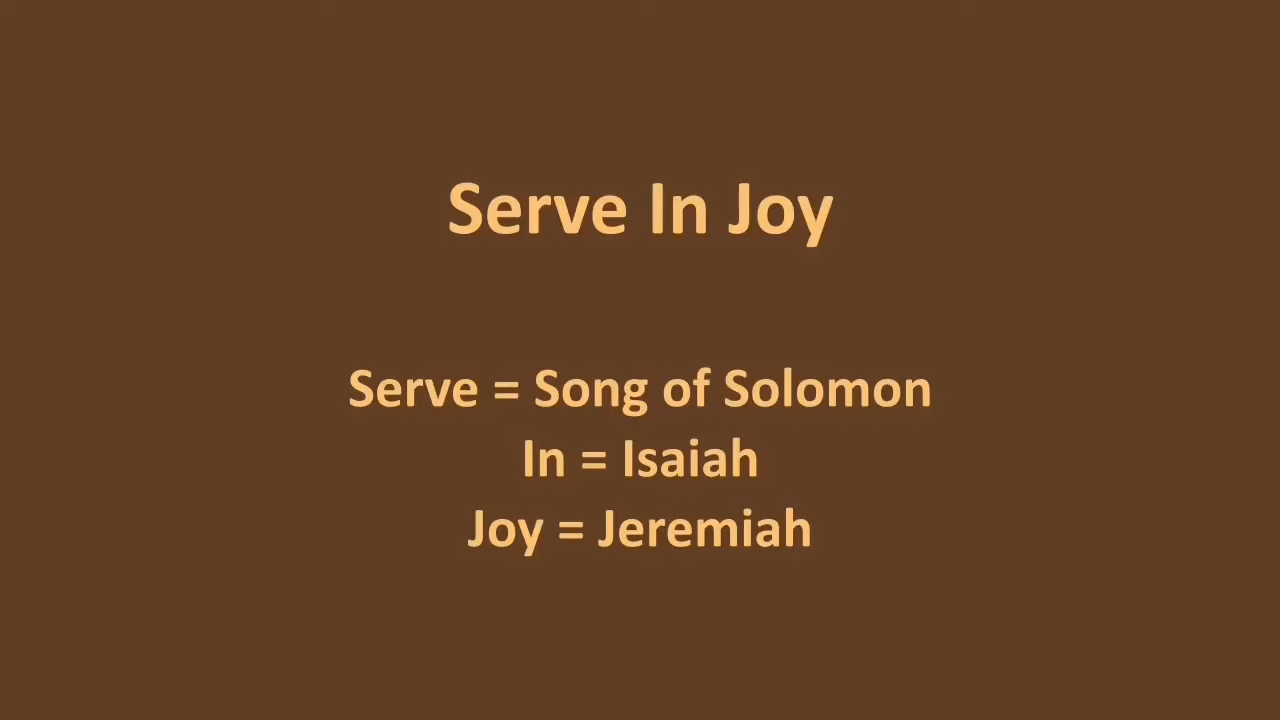 Serve In Joy
Serve = Song of Solomon
In = Isaiah
Joy = Jeremiah